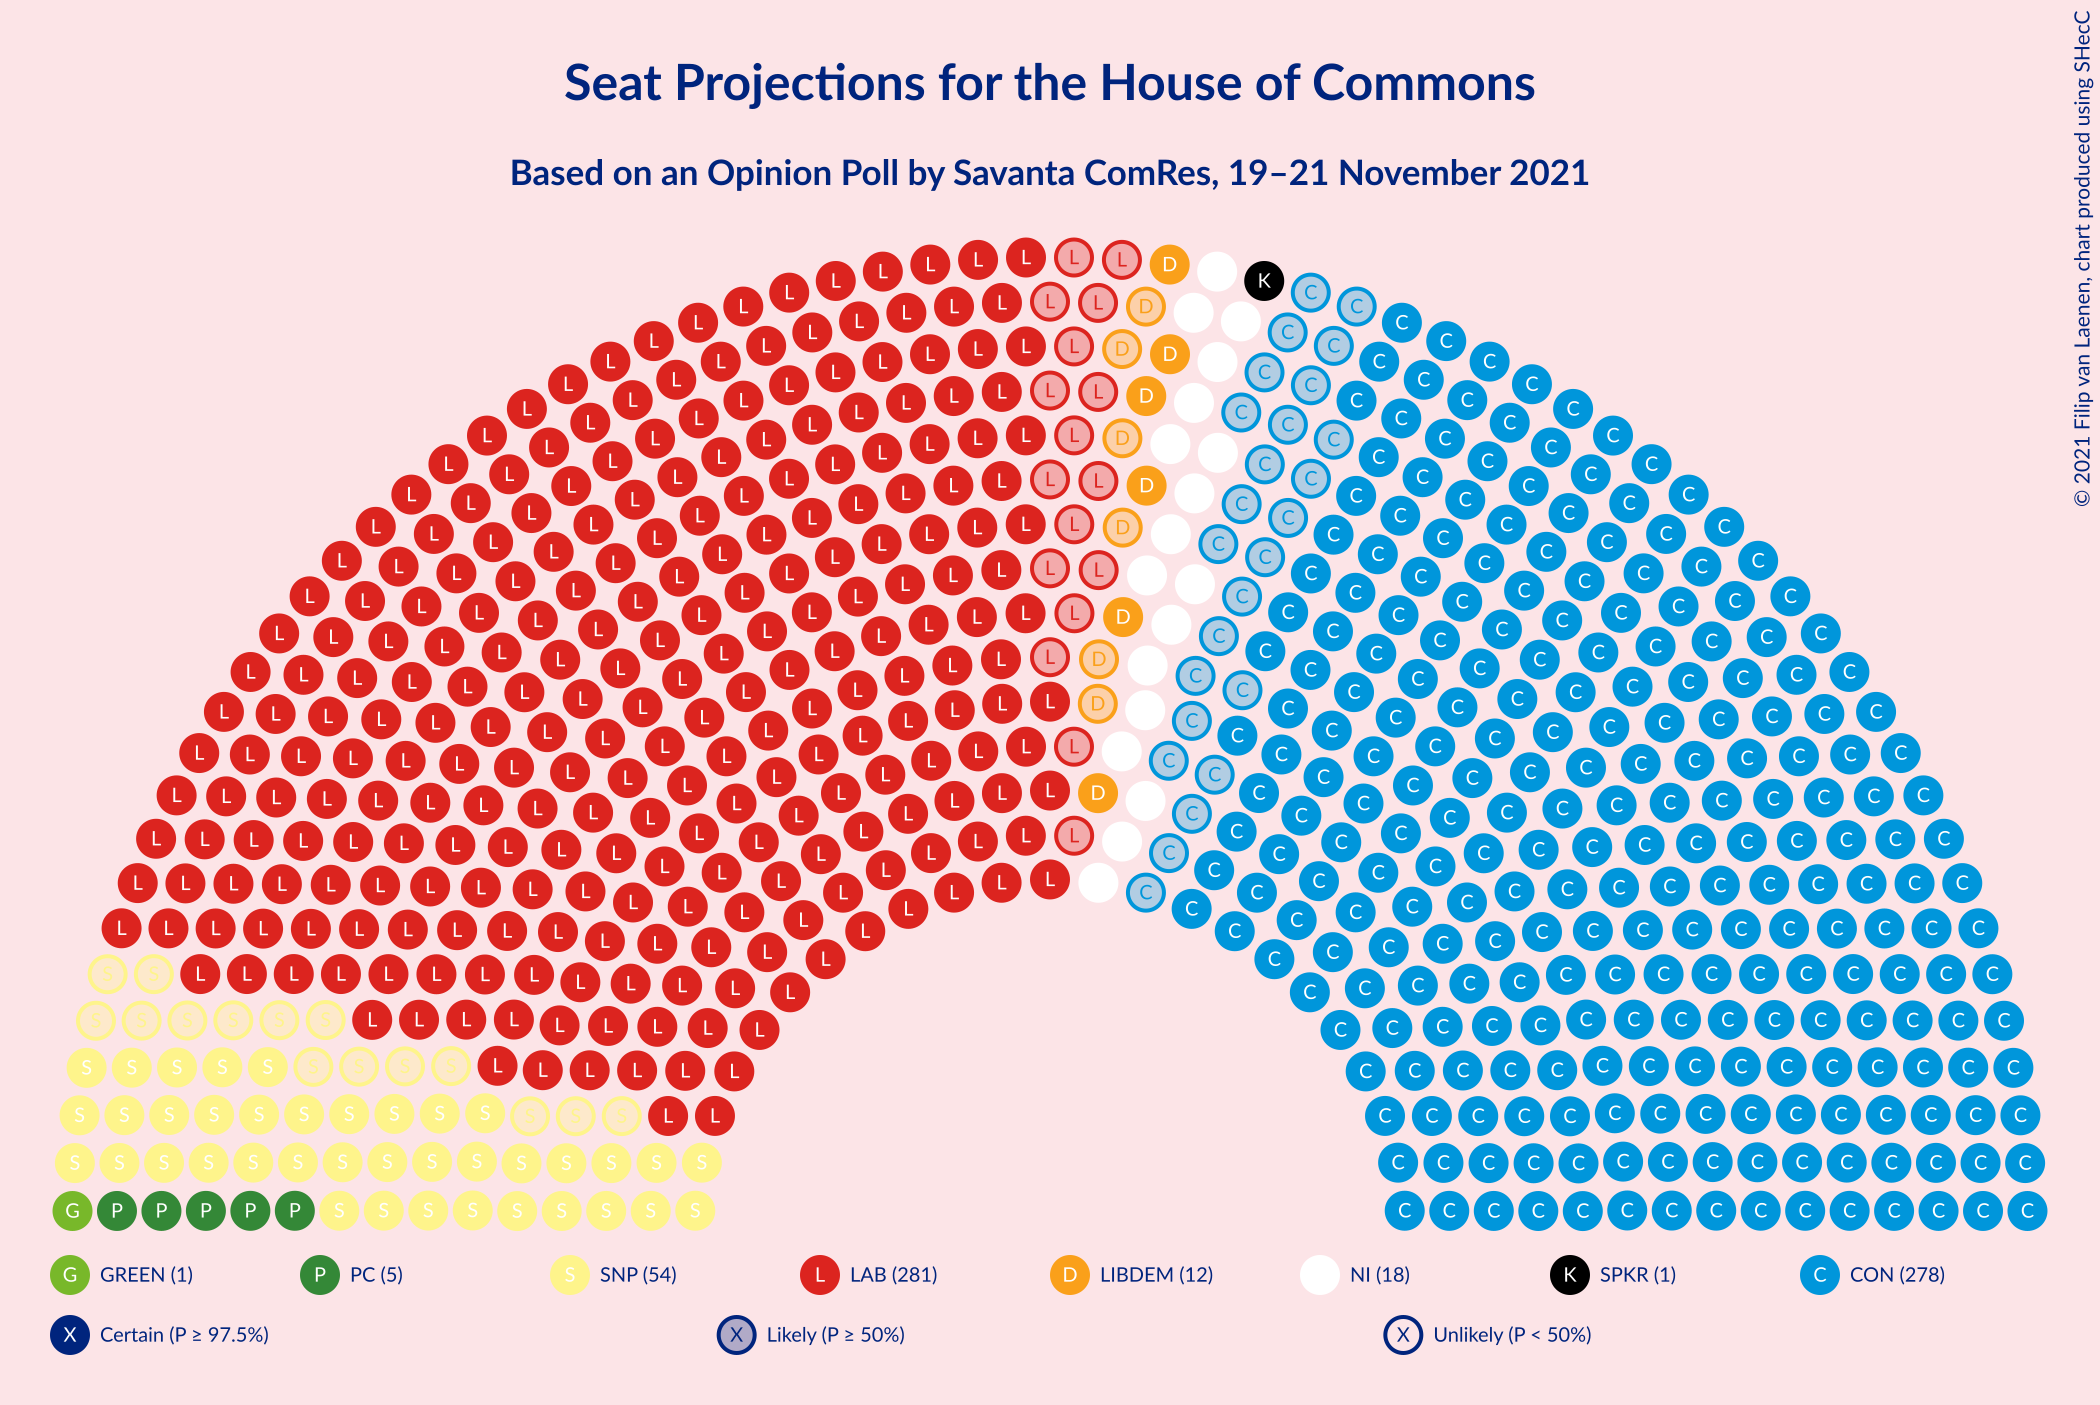 Seat Projections for the House of Commons
Based on an Opinion Poll by Savanta ComRes, 19–21 November 2021
© 2021 Filip van Laenen, chart produced using SHecC
G GREEN (1) P PC (5) S SNP (54) L LAB (281) D LIBDEM (12) NI (18) K SPKR (1) C CON (278)
X Certain (P ≥ 97.5%) X Likely (P ≥ 50%) X Unlikely (P < 50%)